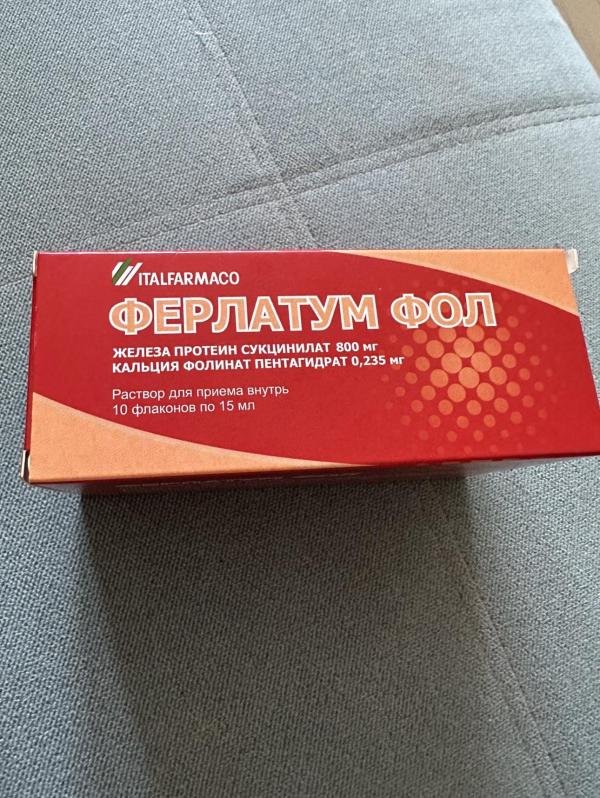 ITALFARMACO
ФЕРЛАТУМ ФОЛ
ЖЕЛЕЗА ПРОТЕИН СУКЦИНИЛАТ 800 мг
КАЛЬЦИЯ ФОЛИНАТ ПЕНТАГИДРАТ 0,235 мг
Раствор для приема внутрь
10 флаконов по 15 мл